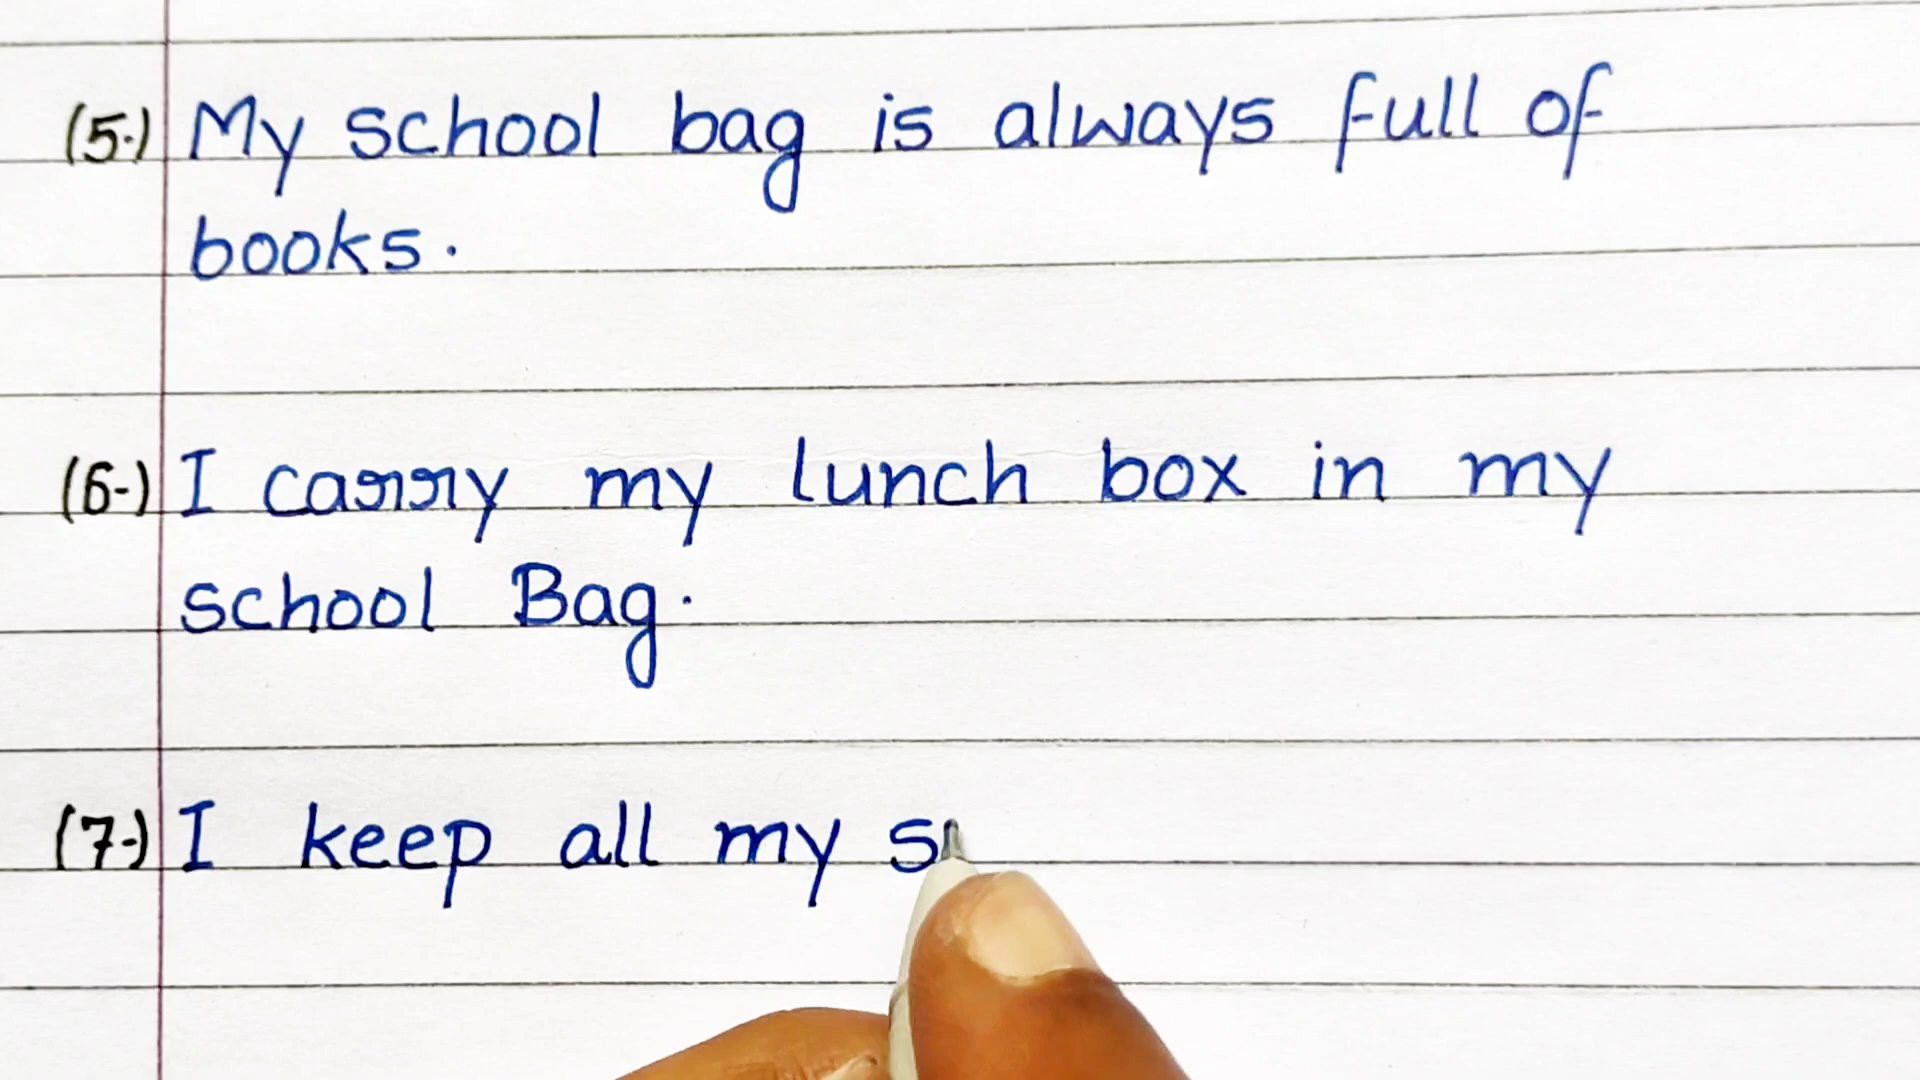 (5.) My school bag is always full of
books.
(6.) I carry my lunch box in my
school Bag.
(7.) I keep all my s